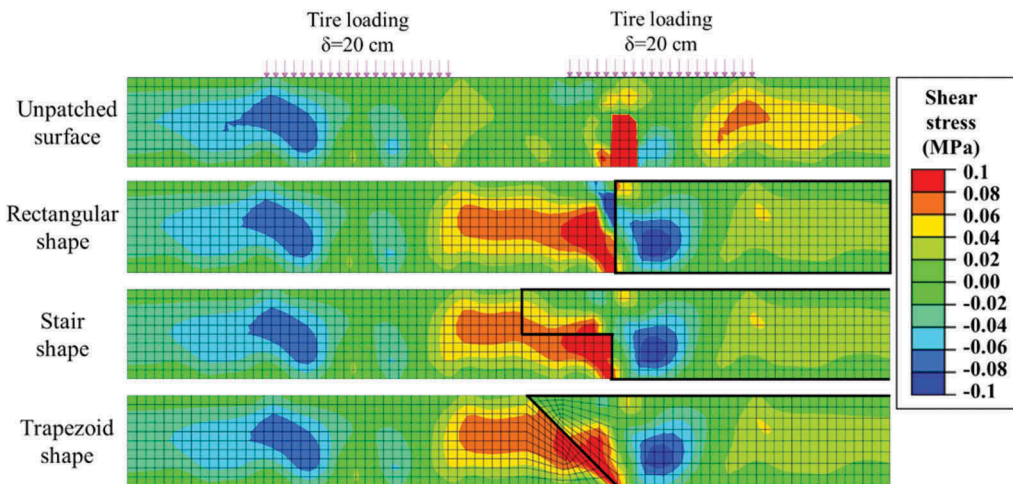 Tire loading
δ=20 cm
Tire loading
δ=20 cm
Unpatched
surface
Rectangular
shape
Stair
shape
Trapezoid
shape
Shear
stress
(MPa)
0.1
0.08
0.06
0.04
0.02
0.00
-0.02
-0.04
-0.06
-0.08
-0.1